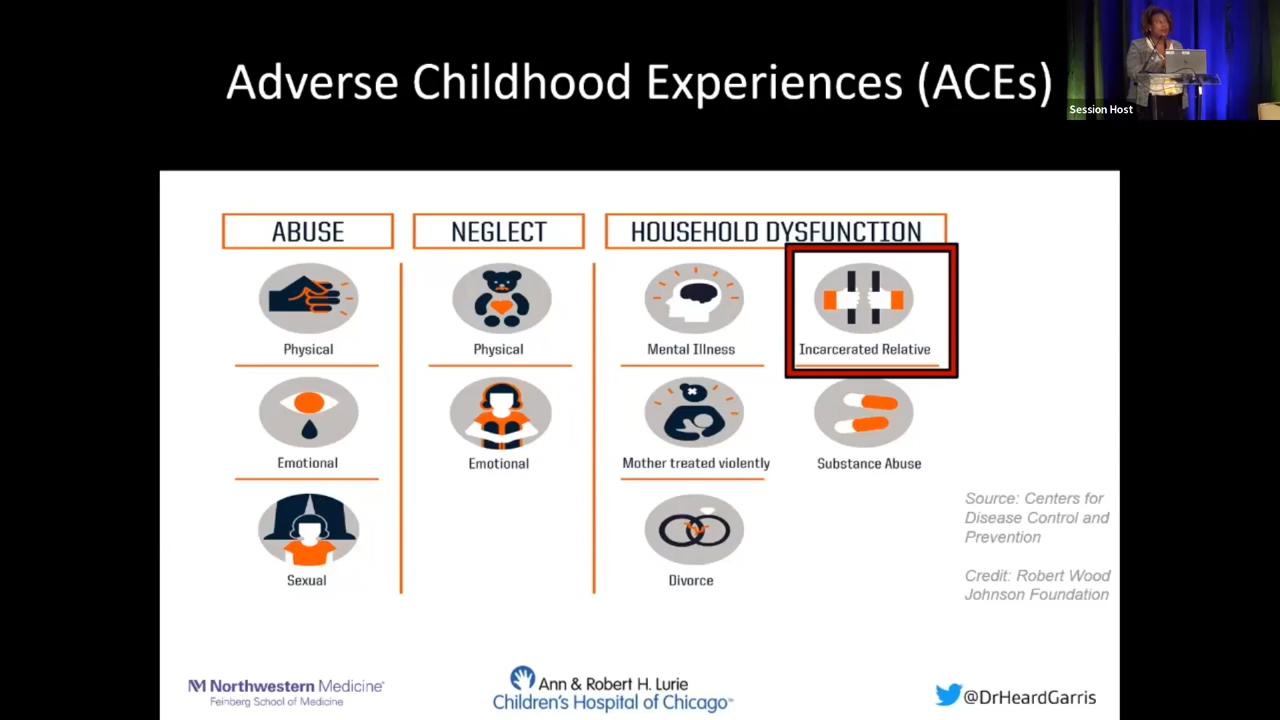 Adverse Childhood Experiences (ACEs)
Session Host
ABUSE
NEGLECT
HOUSEHOLD DYSFUNCTION
Physical
Physical
Mental Illness
Incarcerated Relative
Emotional
Emotional
Mother treated violently
Substance Abuse
Sexual
Divorce
Source: Centers for
Disease Control and
Prevention
Credit: Robert Wood
Johnson Foundation
NM Northwestern Medicine®
Feinberg School of Medicine
Ann & Robert H. Lurie
Children's Hospital of Chicago™
@DrHeardGarris